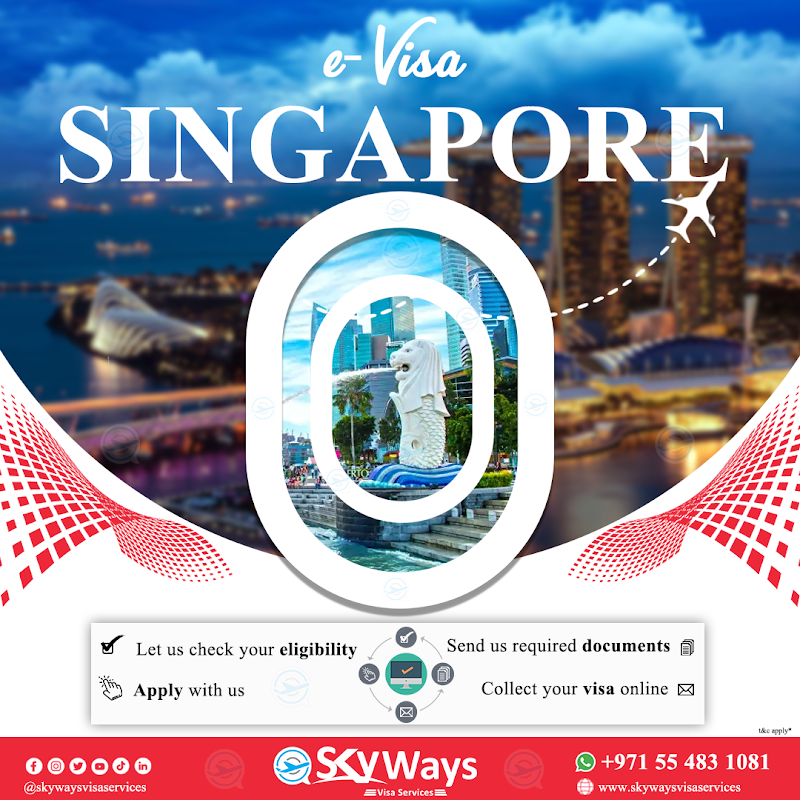 e-Visa
SINGAPORE
Let us check your eligibility
Send us required documents
Apply with us
Collect your visa online
t&c apply*
@skywaysvisaservices
SkyWays
Visa Services
+971 55 483 1081
www.skywaysvisaservices